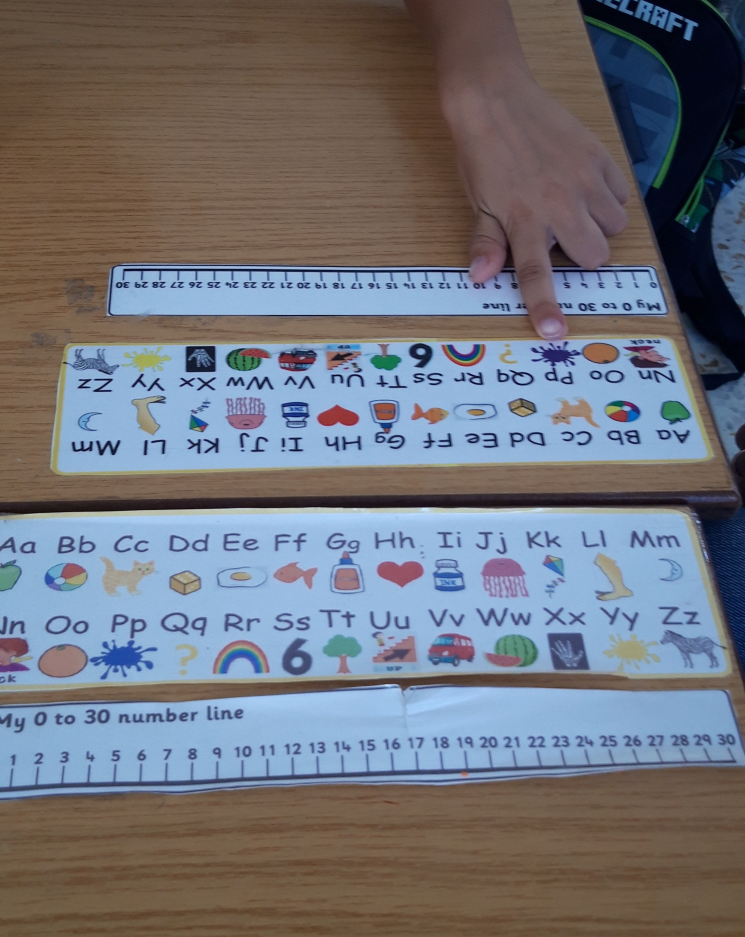 ECRAFT
Aa Bb Cc Dd Ee Ff Gg Hh Ii Jj Kk Ll Mm
INK
Nn Oo Pp Qq Rr Ss Tt Uu Vv Ww Xx Yy Zz
6
neck
UP
My 0 to 30 line
0 1 2 3 4 5 8 9 10 11 12 13 14 15 16 17 18 19 20 21 22 23 24 25 26 27 28 29 30
Aa Bb Cc Dd Ee Ff Gg Hh Ii Jj Kk Ll Mm
INK
Nn Oo Pp Qq Rr Ss Tt Uu Vv Ww Xx Yy Zz
6
UP
My 0 to 30 number line
1 2 3 4 5 6 7 8 9 10 11 12 13 14 15 16 17 18 19 20 21 22 23 24 25 26 27 28 29 30